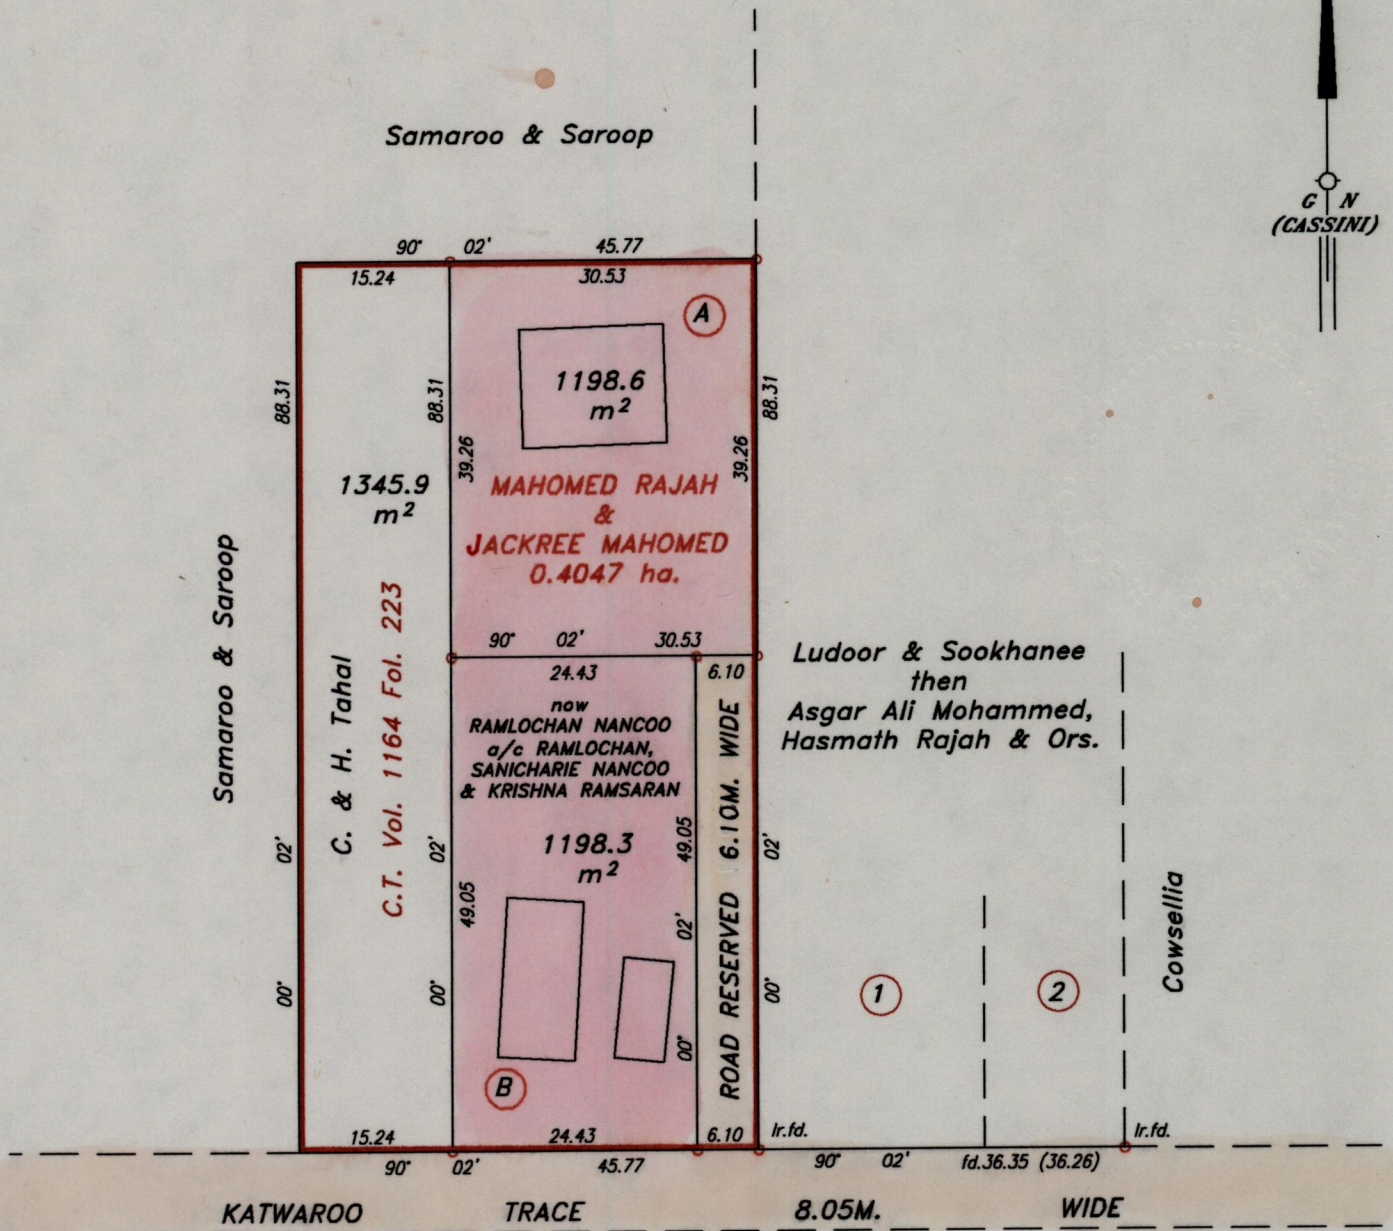 Samaroo & Saroop
G N
(CASSINI)
90° 02' 45.77
15.24
30.53
A
88.31
88.31
88.31
1198.6
m²
39.26
39.26
1345.9
m²
MAHOMED RAJAH
&
JACKREE MAHOMED
0.4047 ha.
Samaroo & Saroop
C. & H. Tahal
C.T. Vol. 1164 Fol. 223
90° 02' 30.53
24.43
6.10
now
RAMLOCHAN NANCOO
a/c RAMLOCHAN,
SANICHARIE NANCOO
& KRISHNA RAMSARAN
1198.3
m²
49.05
49.05
ROAD RESERVED 6.10M. WIDE
Ludoor & Sookhanee
then
Asgar Ali Mohammed,
Hasmath Rajah & Ors.
00° 02'
00° 02'
00° 02'
00° 02'
Cowsellia
1
2
B
15.24
24.43
6.10
Ir.fd.
Ir.fd.
90° 02' 45.77
90° 02' fd.36.35 (36.26)
KATWAROO TRACE 8.05M. WIDE